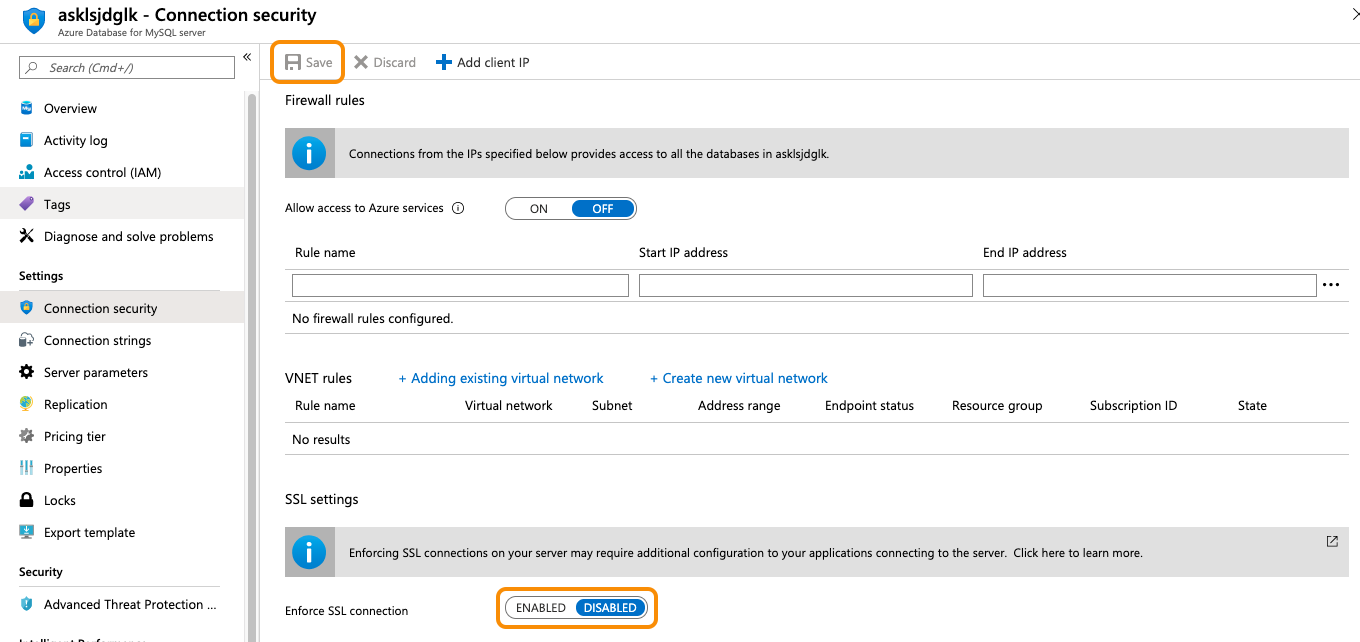 asklsjdglk - Connection security
Azure Database for MySQL server
Search (Cmd+/)
Overview
Activity log
Access control (IAM)
Tags
Diagnose and solve problems
Settings
Connection security
Connection strings
Server parameters
Replication
Pricing tier
Properties
Locks
Export template
Security
Advanced Threat Protection ...
Save Discard Add client IP
Firewall rules
Connections from the IPs specified below provides access to all the databases in asklsjdglk.
Allow access to Azure services ON OFF
Rule name Start IP address End IP address
No firewall rules configured.
VNET rules + Adding existing virtual network + Create new virtual network
Rule name Virtual network Subnet Address range Endpoint status Resource group Subscription ID State
No results
SSL settings
Enforcing SSL connections on your server may require additional configuration to your applications connecting to the server. Click here to learn more.
Enforce SSL connection ENABLED DISABLED